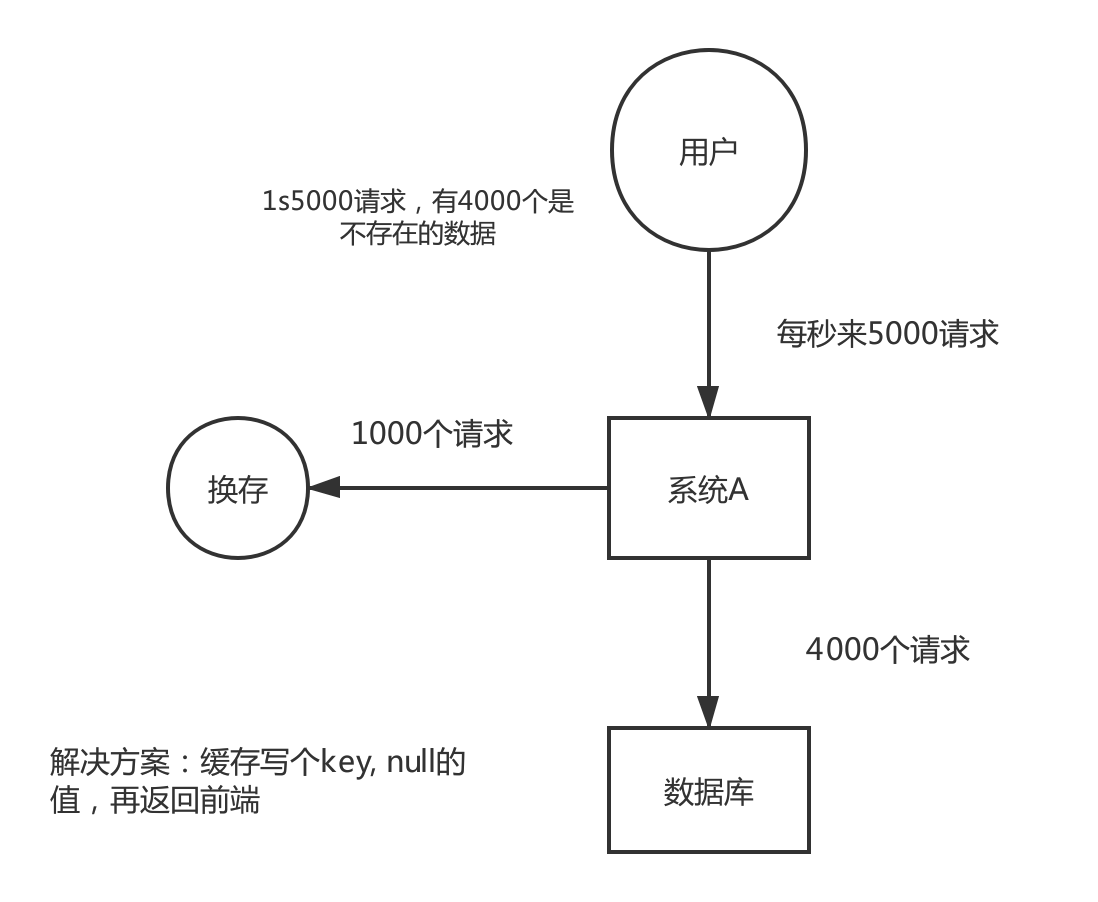 用户
1s5000请求，有4000个是
不存在的数据
每秒来5000请求
1000个请求
换存
系统A
4000个请求
解决方案：缓存写个key, null的
值，再返回前端
数据库